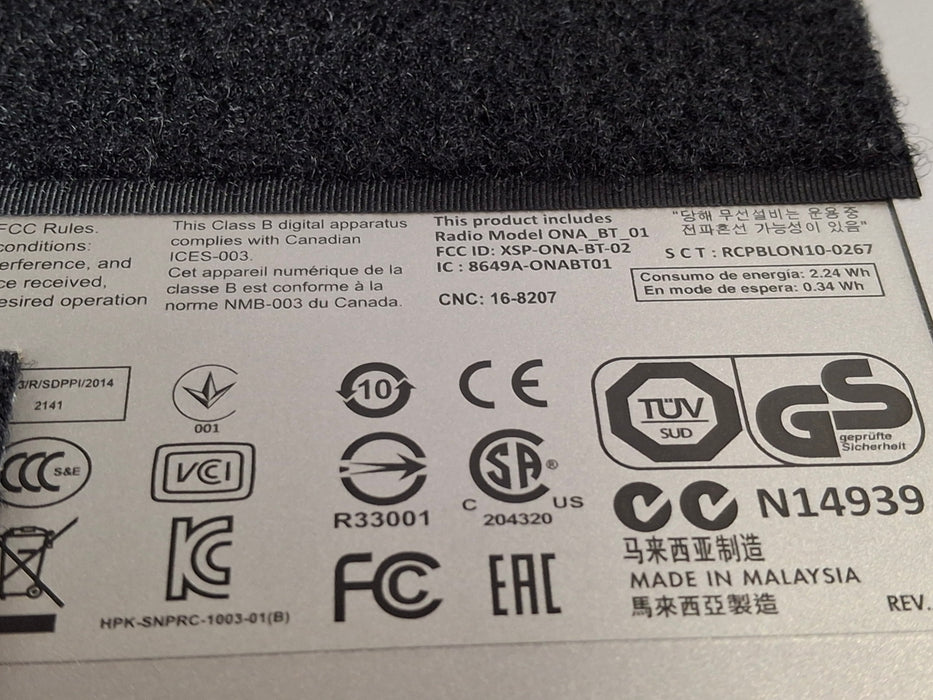 FCC Rules.
conditions:
erference, and
ce received,
esired operation
This Class B digital apparatus
complies with Canadian
ICES-003.
Cet appareil numérique de la
classe B est conforme à la
norme NMB-003 du Canada.
This product includes
Radio Model ONA_BT_01
FCC ID: XSP-ONA-BT-02
IC : 8649A-ONABT01
CNC: 16-8207
"당해 무선설비는 운용 중
전파혼선 가능성이 있음"
S C T : RCPBLON10-0267
Consumo de energía: 2.24 Wh
En modo de espera: 0.34 Wh
3/R/SDPPI/2014
2141
001
10
CE
TÜV
SUD
GS
geprüfte
Sicherheit
CCC S&E
VCI
R33001
SA ®
C US
204320
N14939
KC
HPK-SNPRC-1003-01(B)
FC
EAC
马来西亚制造
MADE IN MALAYSIA
馬來西亞製造
REV.